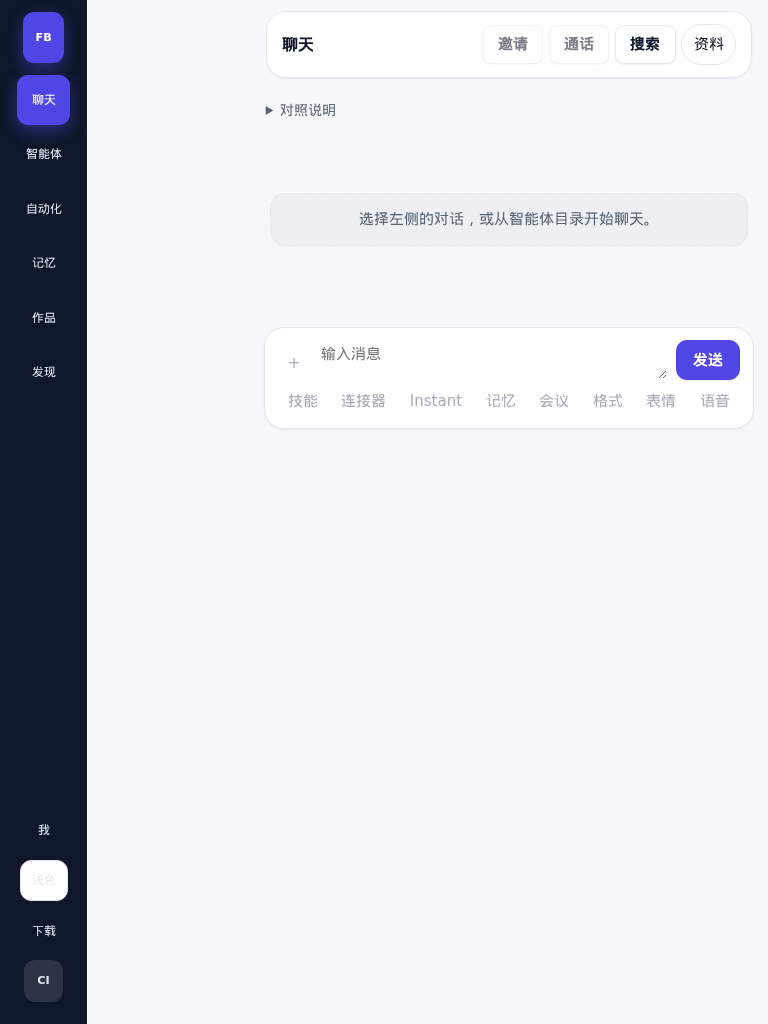 FB
聊天
智能体
自动化
记忆
作品
发现
我
浅色
下载
CI
聊天 邀请 通话 搜索 资料
▶ 对照说明
选择左侧的对话，或从智能体目录开始聊天。
+ 输入消息 发送
技能 连接器 Instant 记忆 会议 格式 表情 语音